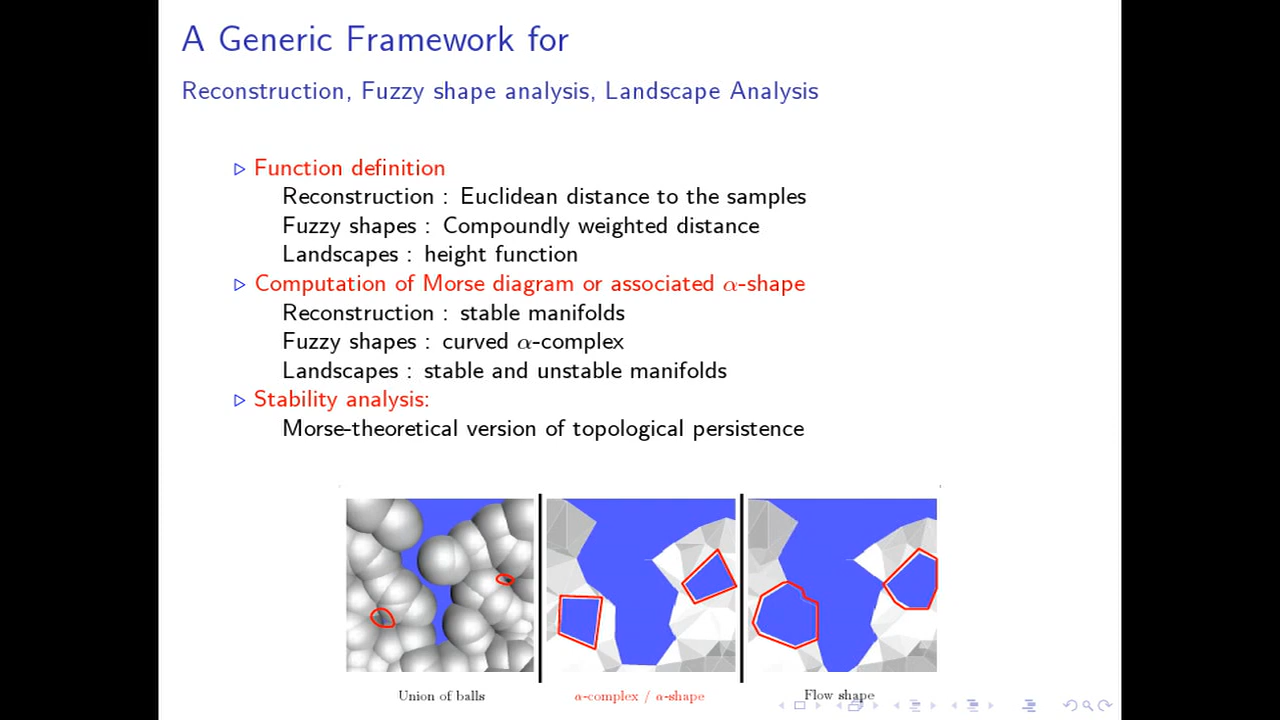 A Generic Framework for
Reconstruction, Fuzzy shape analysis, Landscape Analysis
▷ Function definition
Reconstruction : Euclidean distance to the samples
Fuzzy shapes : Compoundly weighted distance
Landscapes : height function
▷ Computation of Morse diagram or associated α-shape
Reconstruction : stable manifolds
Fuzzy shapes : curved α-complex
Landscapes : stable and unstable manifolds
▷ Stability analysis:
Morse-theoretical version of topological persistence
Union of balls
α-complex / α-shape
Flow shape